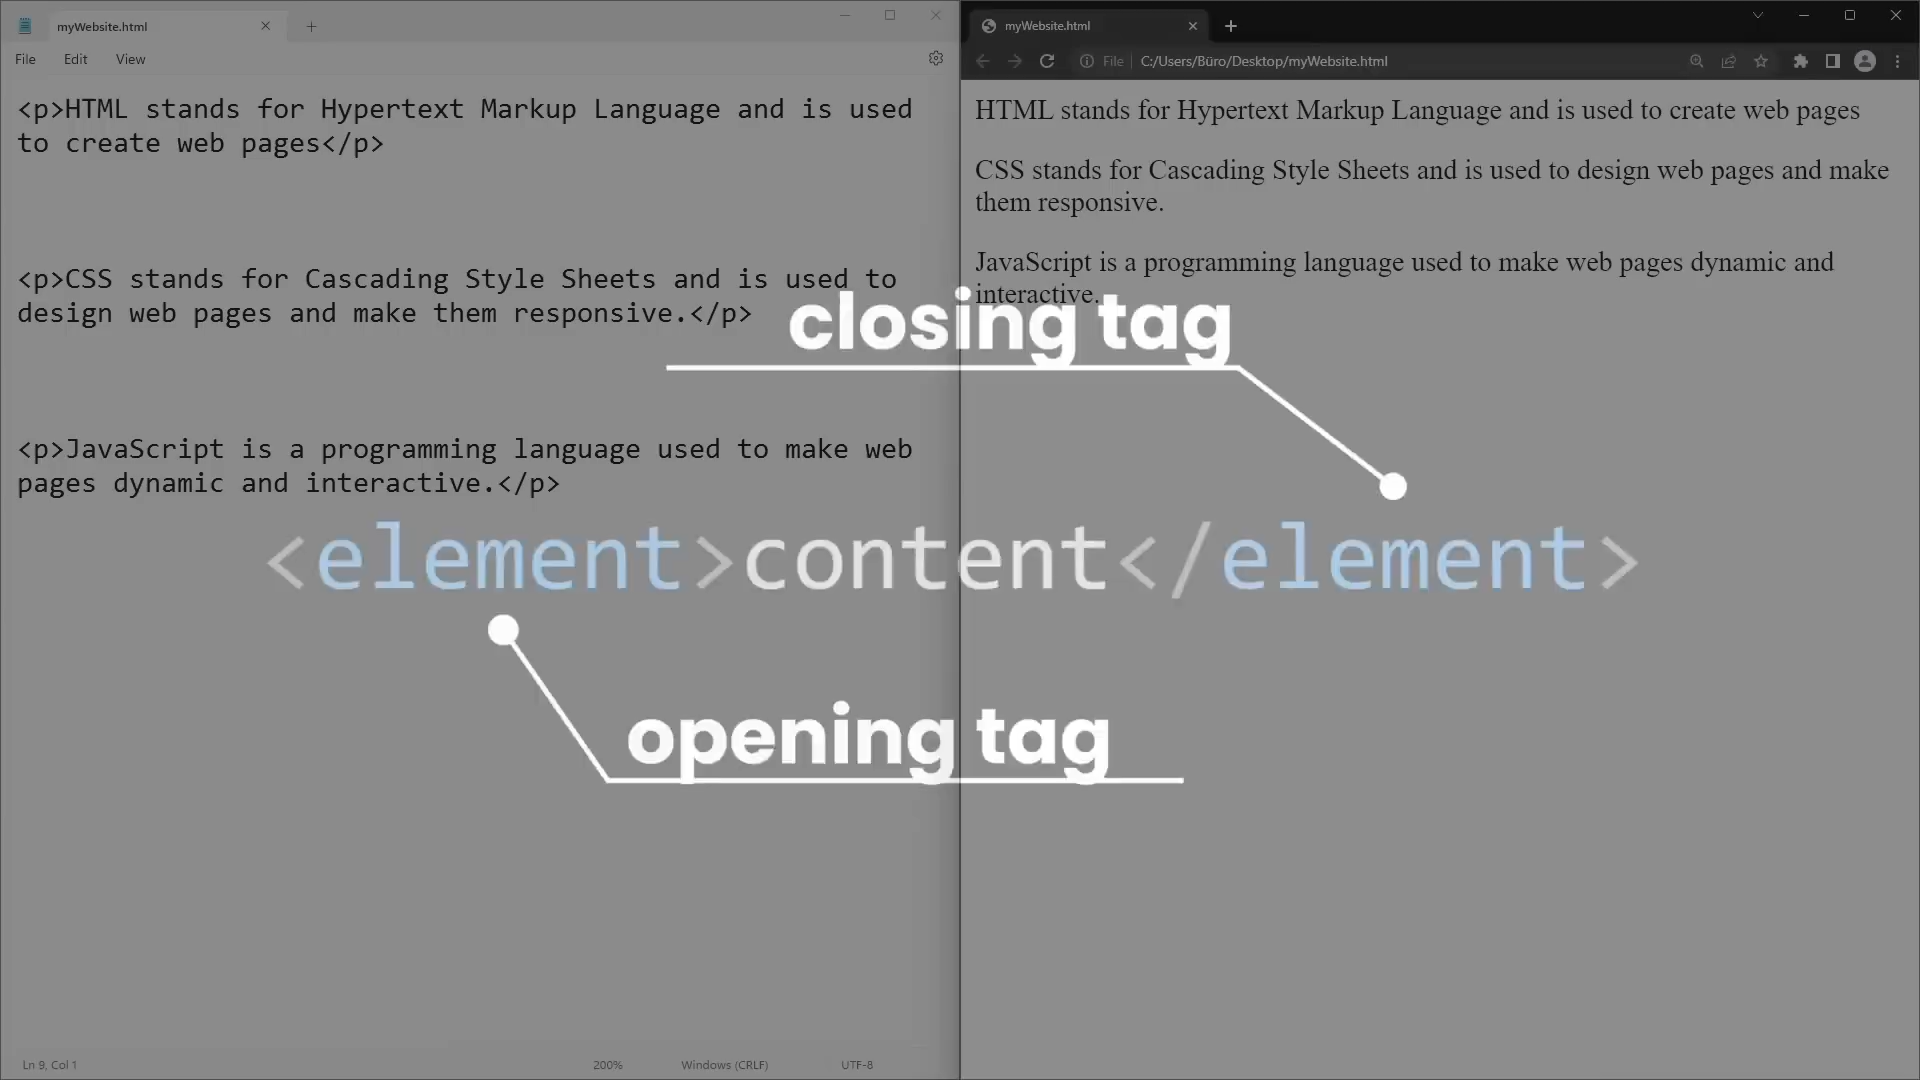 myWebsite.html
File Edit View
<p>HTML stands for Hypertext Markup Language and is used
to create web pages</p>
<p>CSS stands for Cascading Style Sheets and is used to
design web pages and make them responsive.</p>
<p>JavaScript is a programming language used to make web
pages dynamic and interactive.</p>
Ln 9, Col 1 200% Windows (CRLF) UTF-8
myWebsite.html
File C:/Users/Büro/Desktop/myWebsite.html
HTML stands for Hypertext Markup Language and is used to create web pages
CSS stands for Cascading Style Sheets and is used to design web pages and make
them responsive.
JavaScript is a programming language used to make web pages dynamic and
interactive.
closing tag
<element>content</element>
opening tag